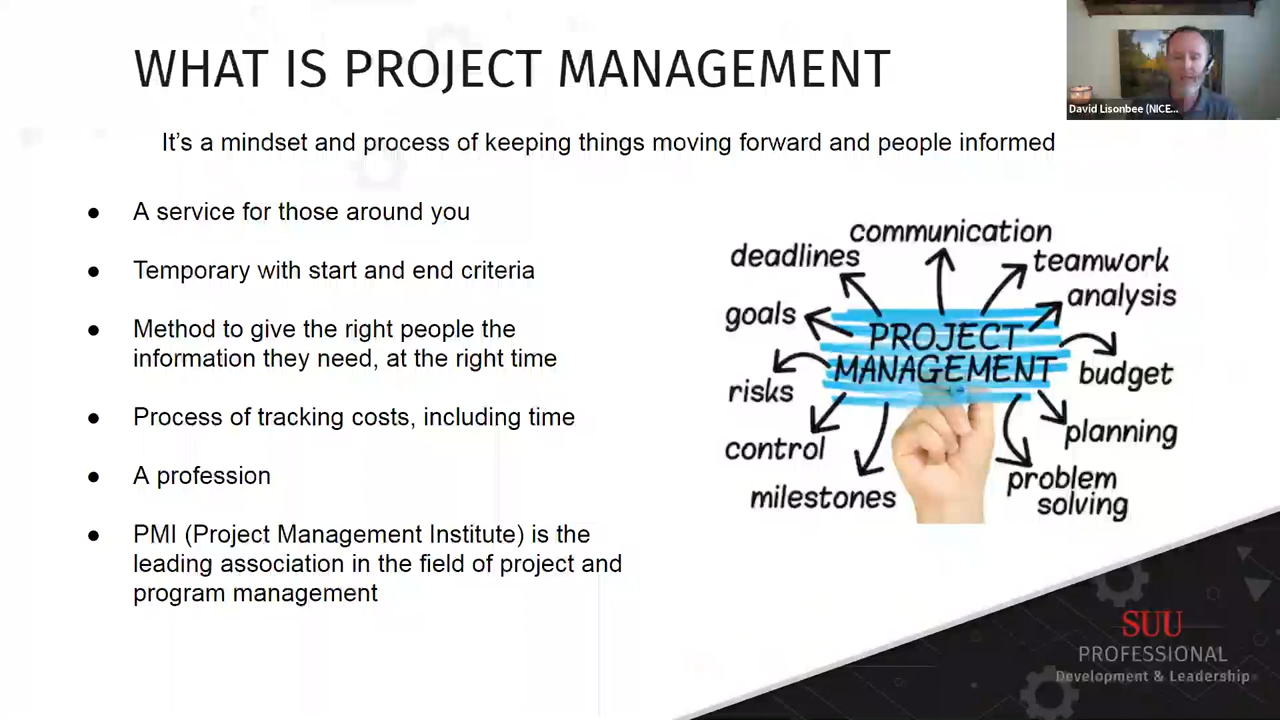 WHAT IS PROJECT MANAGEMENT
David Lisonbee (NICE...
It's a mindset and process of keeping things moving forward and people informed
● A service for those around you
● Temporary with start and end criteria
● Method to give the right people the
information they need, at the right time
● Process of tracking costs, including time
● A profession
● PMI (Project Management Institute) is the
leading association in the field of project and
program management
communication
deadlines
teamwork
analysis
goals
PROJECT
MANAGEMENT
budget
risks
planning
control
problem
solving
milestones
SUU
PROFESSIONAL
Development & Leadership